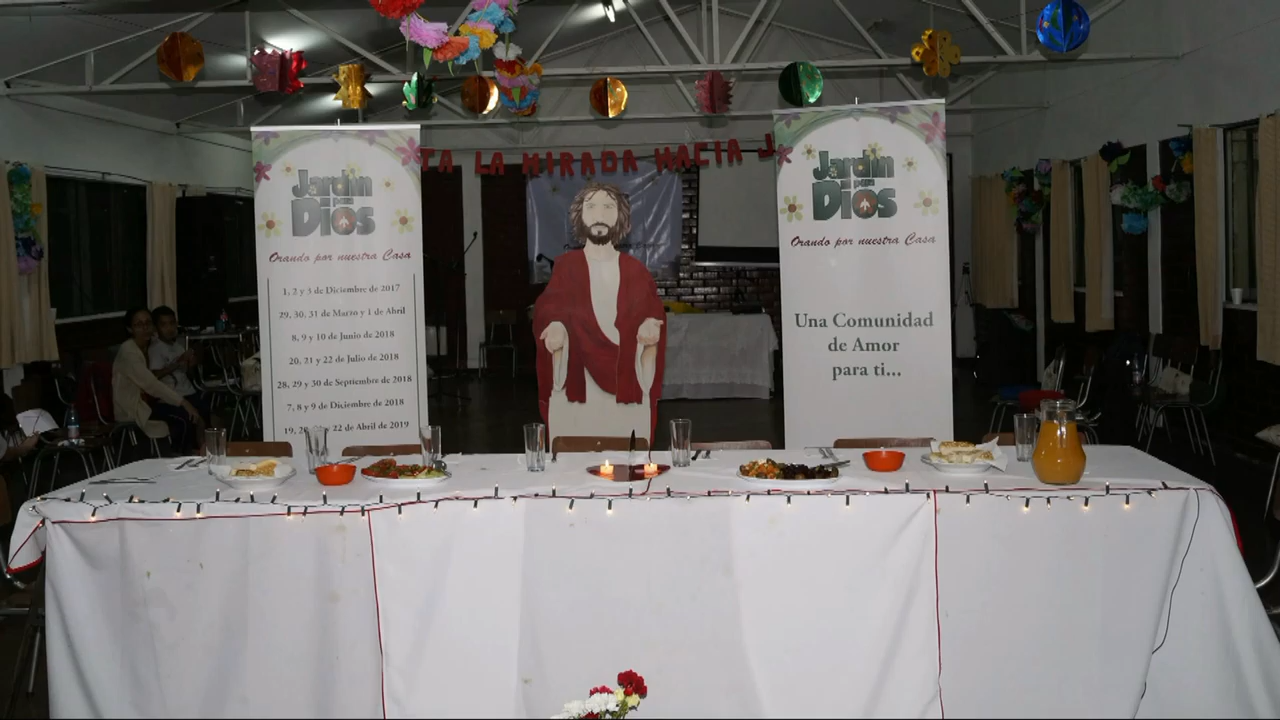 TA LA MIRADA HACIA J
Jardín
de
Dios
Orando por nuestra Casa
1, 2 y 3 de Diciembre de 2017
29, 30, 31 de Marzo y 1 de Abril
8, 9 y 10 de Junio de 2018
20, 21 y 22 de Julio de 2018
28, 29 y 30 de Septiembre de 2018
7, 8 y 9 de Diciembre de 2018
19, 20, y 22 de Abril de 2019
Jardín
Dios
Orando por nuestra Casa
Una Comunidad
de Amor
para ti...